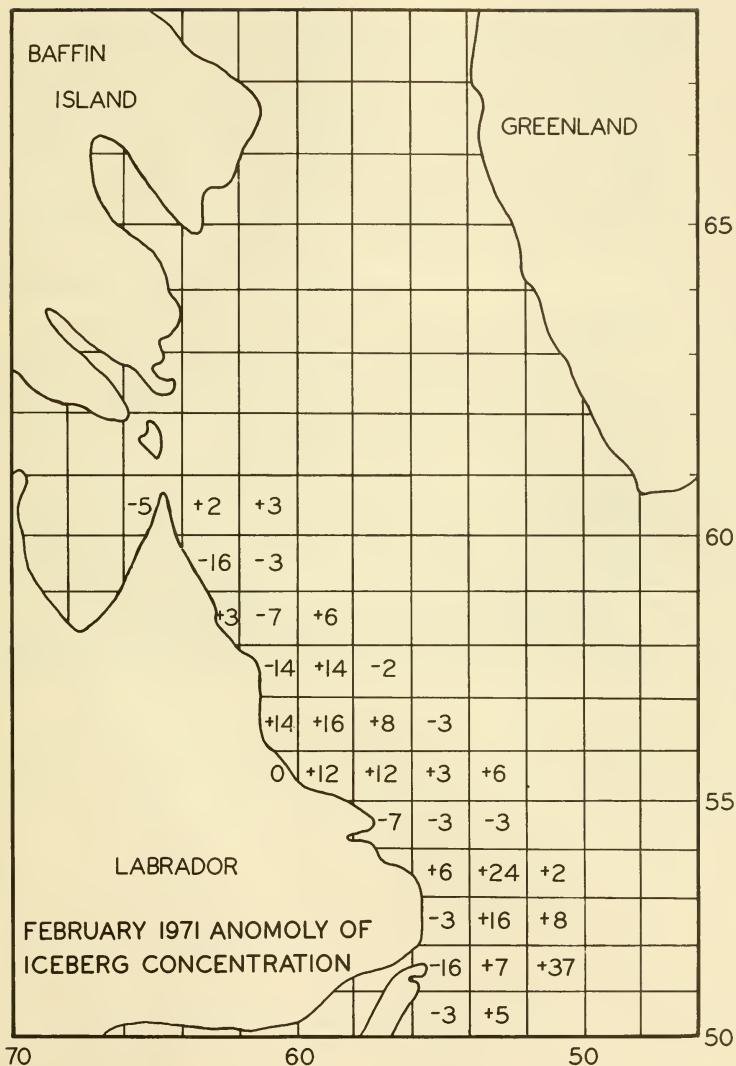 BAFFIN
ISLAND
GREENLAND
65
-5 +2 +3
60
-16 -3
+3 -7 +6
-14 +14 -2
+14 +16 +8 -3
0 +12 +12 +3 +6
55
-7 -3 -3
LABRADOR
+6 +24 +2
FEBRUARY 1971 ANOMOLY OF
ICEBERG CONCENTRATION
-3 +16 +8
-16 +7 +37
-3 +5
50
70 60 50